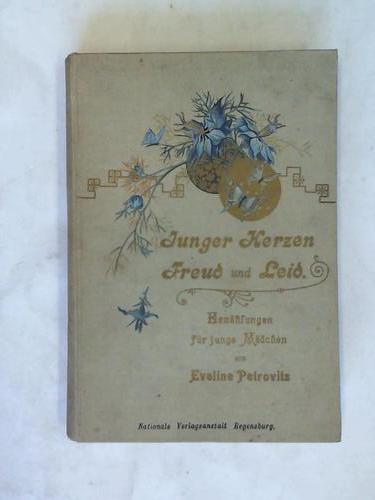 Junger Herzen
Freud und Leid.
Erzählungen
für junge Mädchen
von
Eveline Petrovits
Nationale Verlagsanstalt Regensburg.